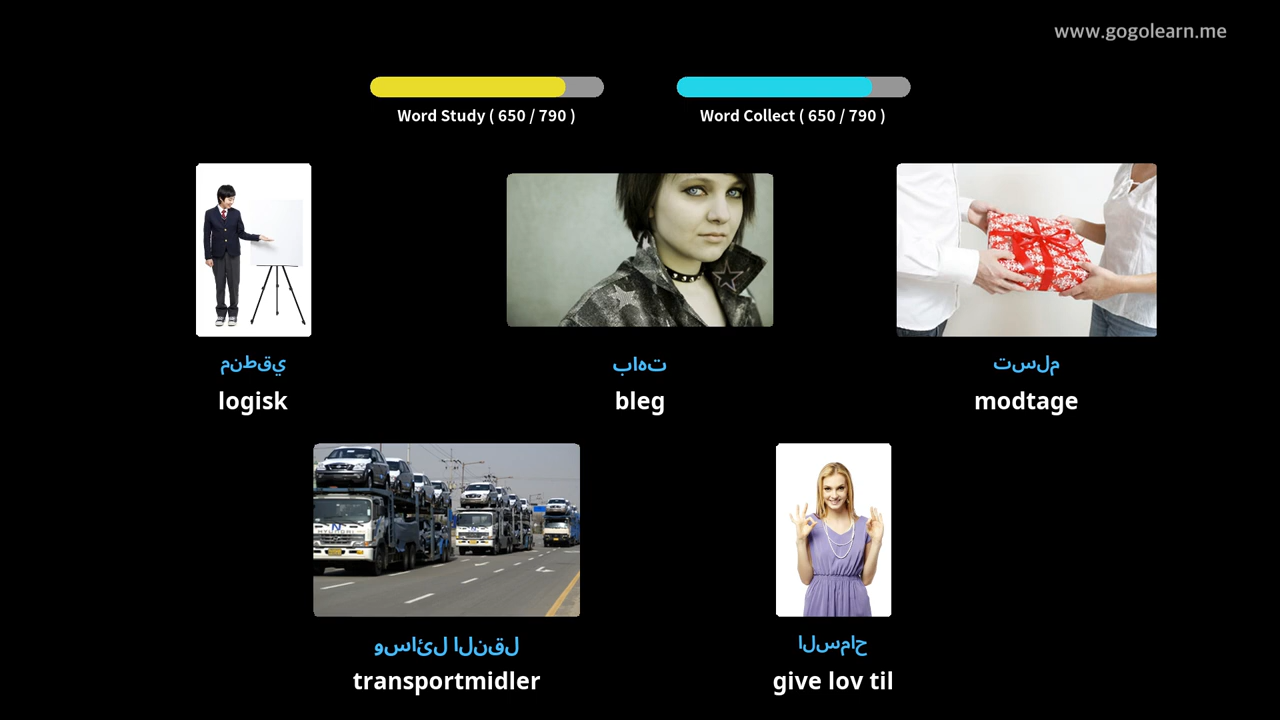 www.gogolearn.me
Word Study ( 650 / 790 )
Word Collect ( 650 / 790 )
منطقي
باهت
تسلم
logisk
bleg
modtage
وسائل النقل
السماح
transportmidler
give lov til